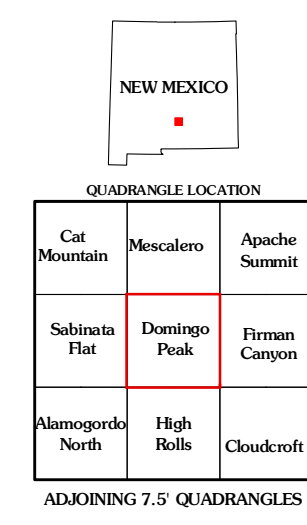 NEW MEXICO
QUADRANGLE LOCATION
Cat
Mountain
Mescalero
Apache
Summit
Sabinata
Flat
Domingo
Peak
Firman
Canyon
Alamogordo
North
High
Rolls
Cloudcroft
ADJOINING 7.5' QUADRANGLES